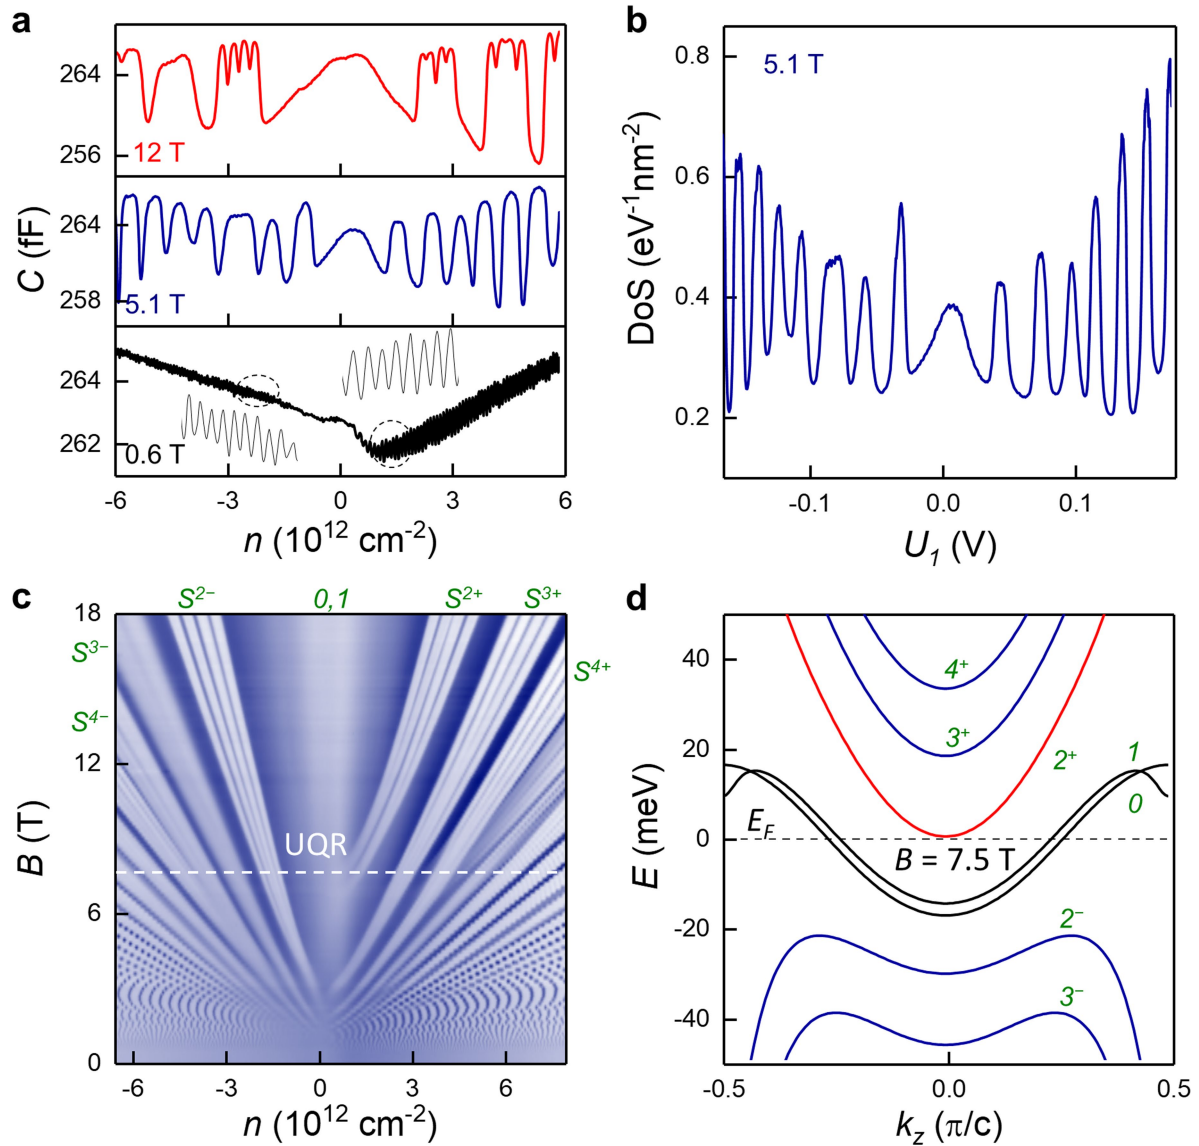 a
264
256
12 T
264
258
5.1 T
264
262
0.6 T
C (fF)
-6 -3 0 3 6
n (10¹² cm⁻²)
b
0.8
0.6
0.4
0.2
5.1 T
DoS (eV⁻¹nm⁻²)
-0.1 0.0 0.1
U₁ (V)
c
S²⁻ 0,1 S²⁺ S³⁺
S³⁻
S⁴⁺
S⁴⁻
18
12
6
0
UQR
B (T)
-6 -3 0 3 6
n (10¹² cm⁻²)
d
40
20
0
-20
-40
4⁺
3⁺
2⁺
1
0
E_F
B = 7.5 T
2⁻
3⁻
E (meV)
-0.5 0.0 0.5
k_z (π/c)